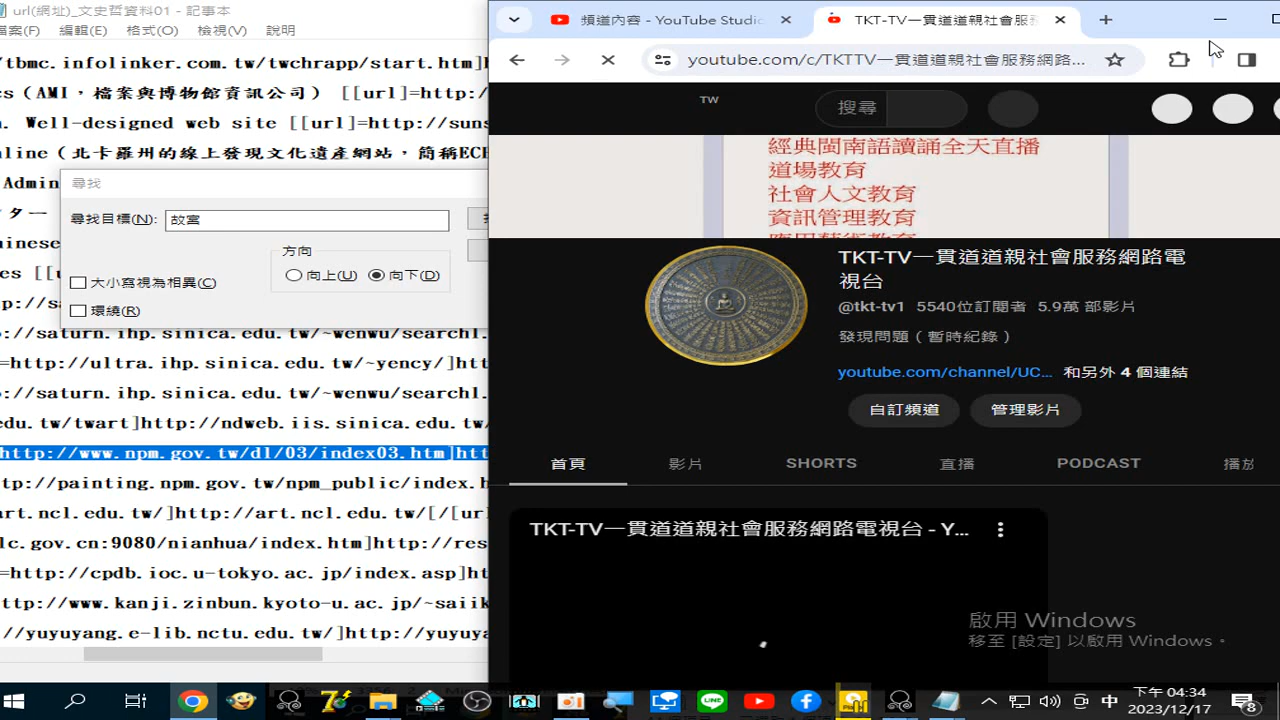 url(網址)_文史哲資料01 - 記事本
檔案(F) 編輯(E) 格式(O) 檢視(V) 說明
/tbmc.infolinker.com.tw/twchrapp/start.htm]
cs（AMI，檔案與博物館資訊公司） [[url]=http:/
. Well-designed web site [[url]=http://suns
nline（北卡羅州的線上發現文化遺產網站，簡稱ECH
Admin
ター
inese
es [[u
p://sa
尋找
尋找目標(N): 故宮
方向
向上(U) 向下(D)
大小寫視為相異(C)
環繞(R)
://saturn.ihp.sinica.edu.tw/~wenwu/searchl.
=http://ultra.ihp.sinica.edu.tw/~yency/]htt
://saturn.ihp.sinica.edu.tw/~wenwu/searchl.
edu.tw/twart]http://ndweb.iis.sinica.edu.tw/
http://www.npm.gov.tw/dl/03/index03.htm]htt
tp://painting.npm.gov.tw/npm_public/index.h
art.ncl.edu.tw/]http://art.ncl.edu.tw/[/[url
lc.gov.cn:9080/nianhua/index.htm]http://res
=http://cpdb.ioc.u-tokyo.ac.jp/index.asp]ht
ttp://www.kanji.zinbun.kyoto-u.ac.jp/~saiik
//yuyuyang.e-lib.nctu.edu.tw/]http://yuyuya
頻道內容 - YouTube Studio
TKT-TV一貫道道親社會服務
youtube.com/c/TKTTV一貫道道親社會服務網路...
TW
搜尋
經典閩南語讀誦全天直播
道場教育
社會人文教育
資訊管理教育
應用藝術教育
TKT-TV一貫道道親社會服務網路電
視台
@tkt-tv1 5540位訂閱者 5.9萬 部影片
發現問題（暫時紀錄）
youtube.com/channel/UC... 和另外 4 個連結
自訂頻道 管理影片
首頁 影片 SHORTS 直播 PODCAST 播放
TKT-TV一貫道道親社會服務網路電視台 - Y...
啟用 Windows
移至 [設定] 以啟用 Windows。
中
下午 04:34
2023/12/17
8